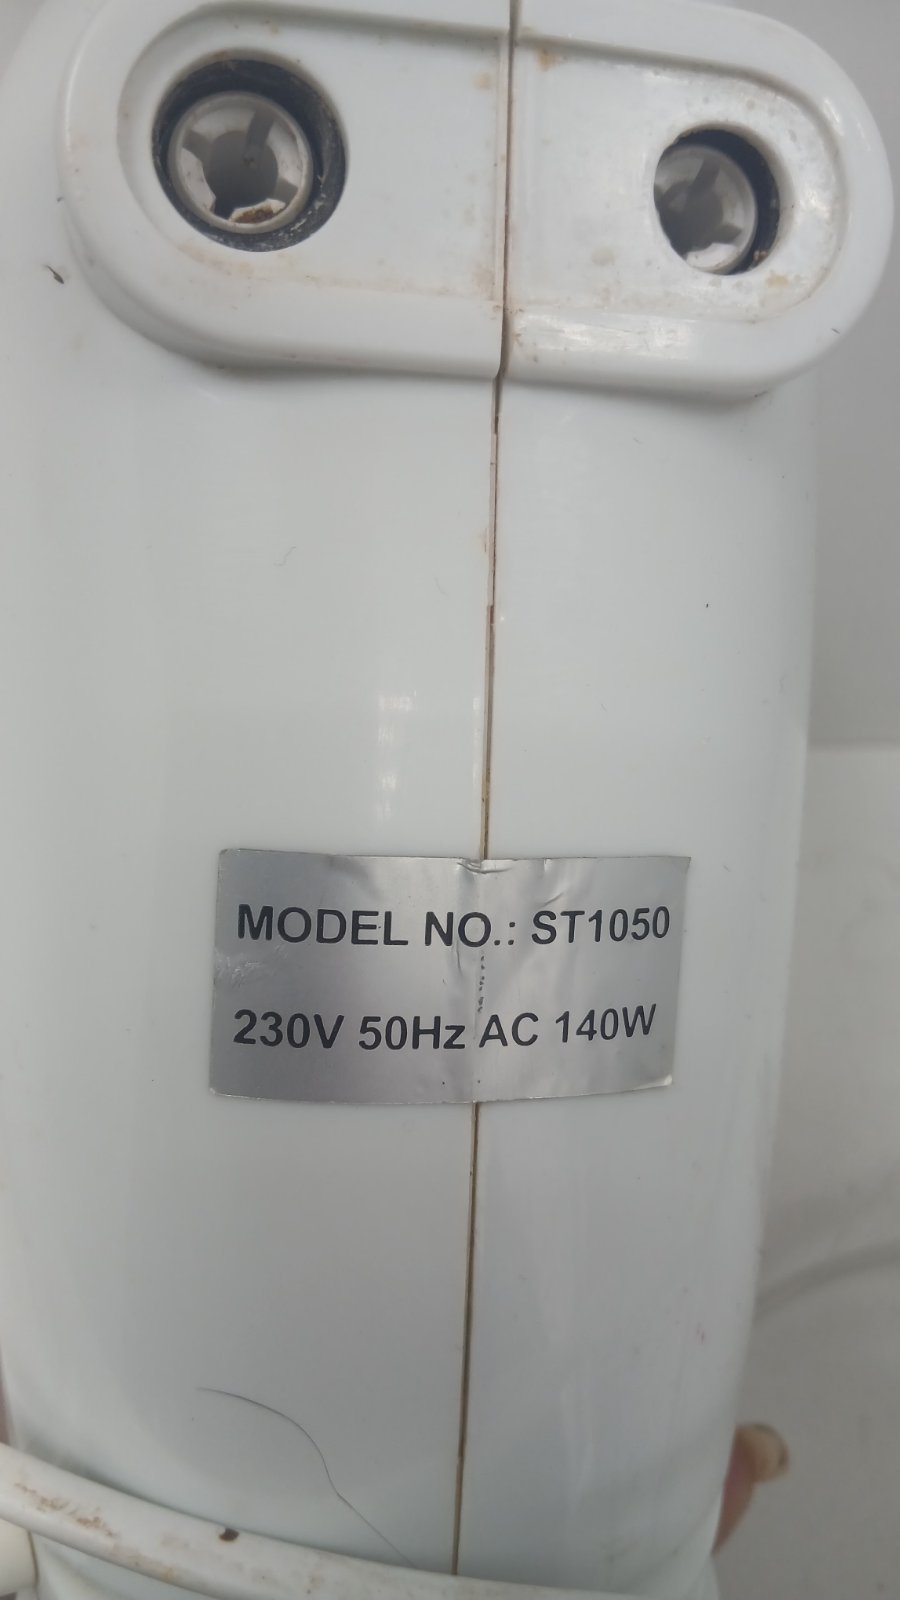 MODEL NO.: ST1050
230V 50Hz AC 140W